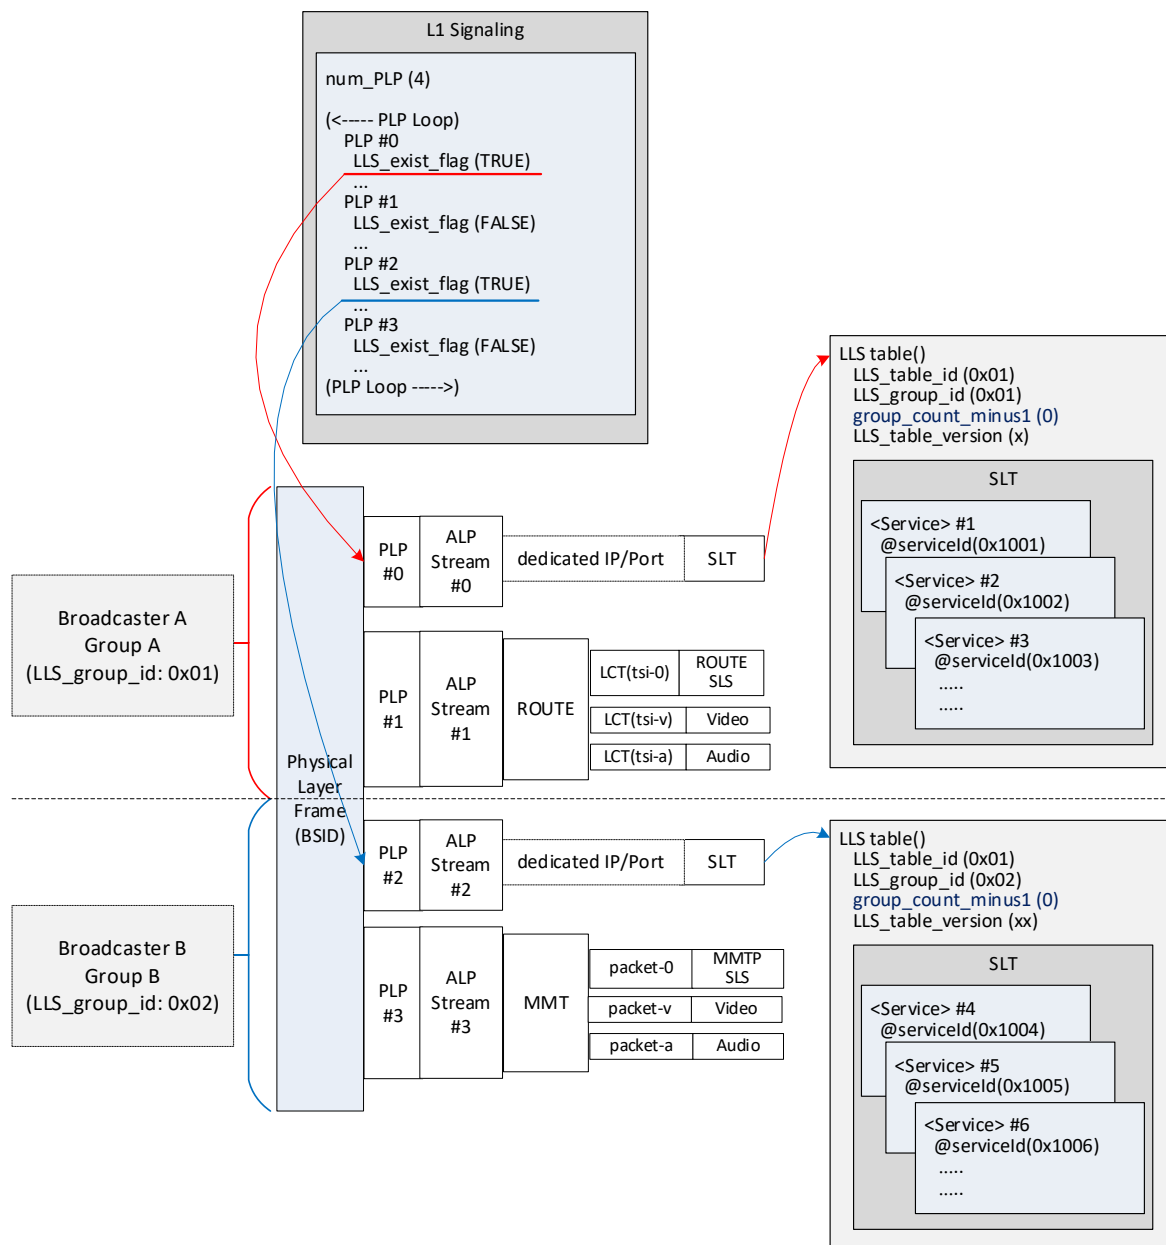 L1 Signaling
num_PLP (4)
(<----- PLP Loop)
PLP #0
LLS_exist_flag (TRUE)
...
PLP #1
LLS_exist_flag (FALSE)
...
PLP #2
LLS_exist_flag (TRUE)
...
PLP #3
LLS_exist_flag (FALSE)
...
(PLP Loop ----->)
LLS table()
LLS_table_id (0x01)
LLS_group_id (0x01)
group_count_minus1 (0)
LLS_table_version (x)
SLT
<Service> #1
@serviceId(0x1001)
<Service> #2
@serviceId(0x1002)
<Service> #3
@serviceId(0x1003)
.....
.....
Broadcaster A
Group A
(LLS_group_id: 0x01)
Physical
Layer
Frame
(BSID)
PLP
#0
ALP
Stream
#0
dedicated IP/Port
SLT
PLP
#1
ALP
Stream
#1
ROUTE
LCT(tsi-0)
ROUTE
SLS
LCT(tsi-v)
Video
LCT(tsi-a)
Audio
Broadcaster B
Group B
(LLS_group_id: 0x02)
PLP
#2
ALP
Stream
#2
dedicated IP/Port
SLT
PLP
#3
ALP
Stream
#3
MMT
packet-0
MMTP
SLS
packet-v
Video
packet-a
Audio
LLS table()
LLS_table_id (0x01)
LLS_group_id (0x02)
group_count_minus1 (0)
LLS_table_version (xx)
SLT
<Service> #4
@serviceId(0x1004)
<Service> #5
@serviceId(0x1005)
<Service> #6
@serviceId(0x1006)
.....
.....